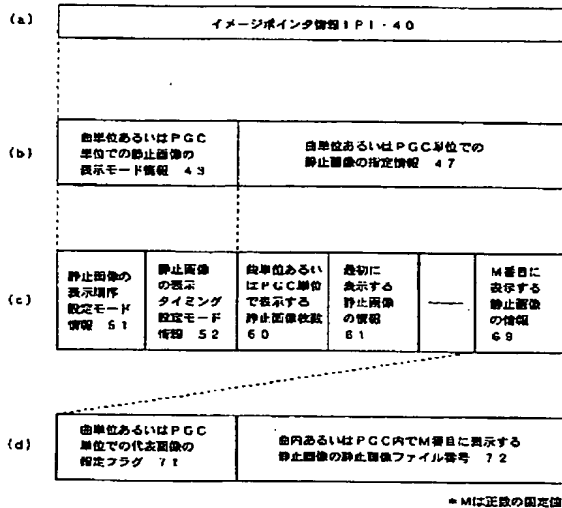 (a)
イメージポインタ情報IPI・40
(b)
曲単位あるいはPGC
単位での静止画像の
表示モード情報 43
曲単位あるいはPGC単位での
静止画像の指定情報 47
(c)
静止画像の
表示順序
設定モード
情報 51
静止画像
の表示
タイミング
設定モード
情報 52
曲単位あるい
はPGC単位
で表示する
静止画像枚数
60
最初に
表示する
静止画像
の情報
61
M番目に
表示する
静止画像
の情報
69
(d)
曲単位あるいはPGC
単位での代表画像の
指定フラグ 71
曲内あるいはPGC内でM番目に表示する
静止画像の静止画像ファイル番号 72
*Mは正数の固定値